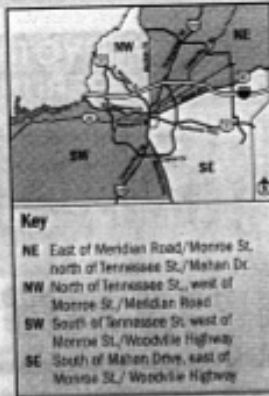 NW
NE
SW
SE
Key
NE East of Meridian Road/Monroe St.
north of Tennessee St./Mahan Dr.
NW North of Tennessee St., west of
Monroe St./Meridian Road
SW South of Tennessee St. west of
Monroe St./Woodville Highway
SE South of Mahan Drive, east of
Monroe St./ Woodville Highway